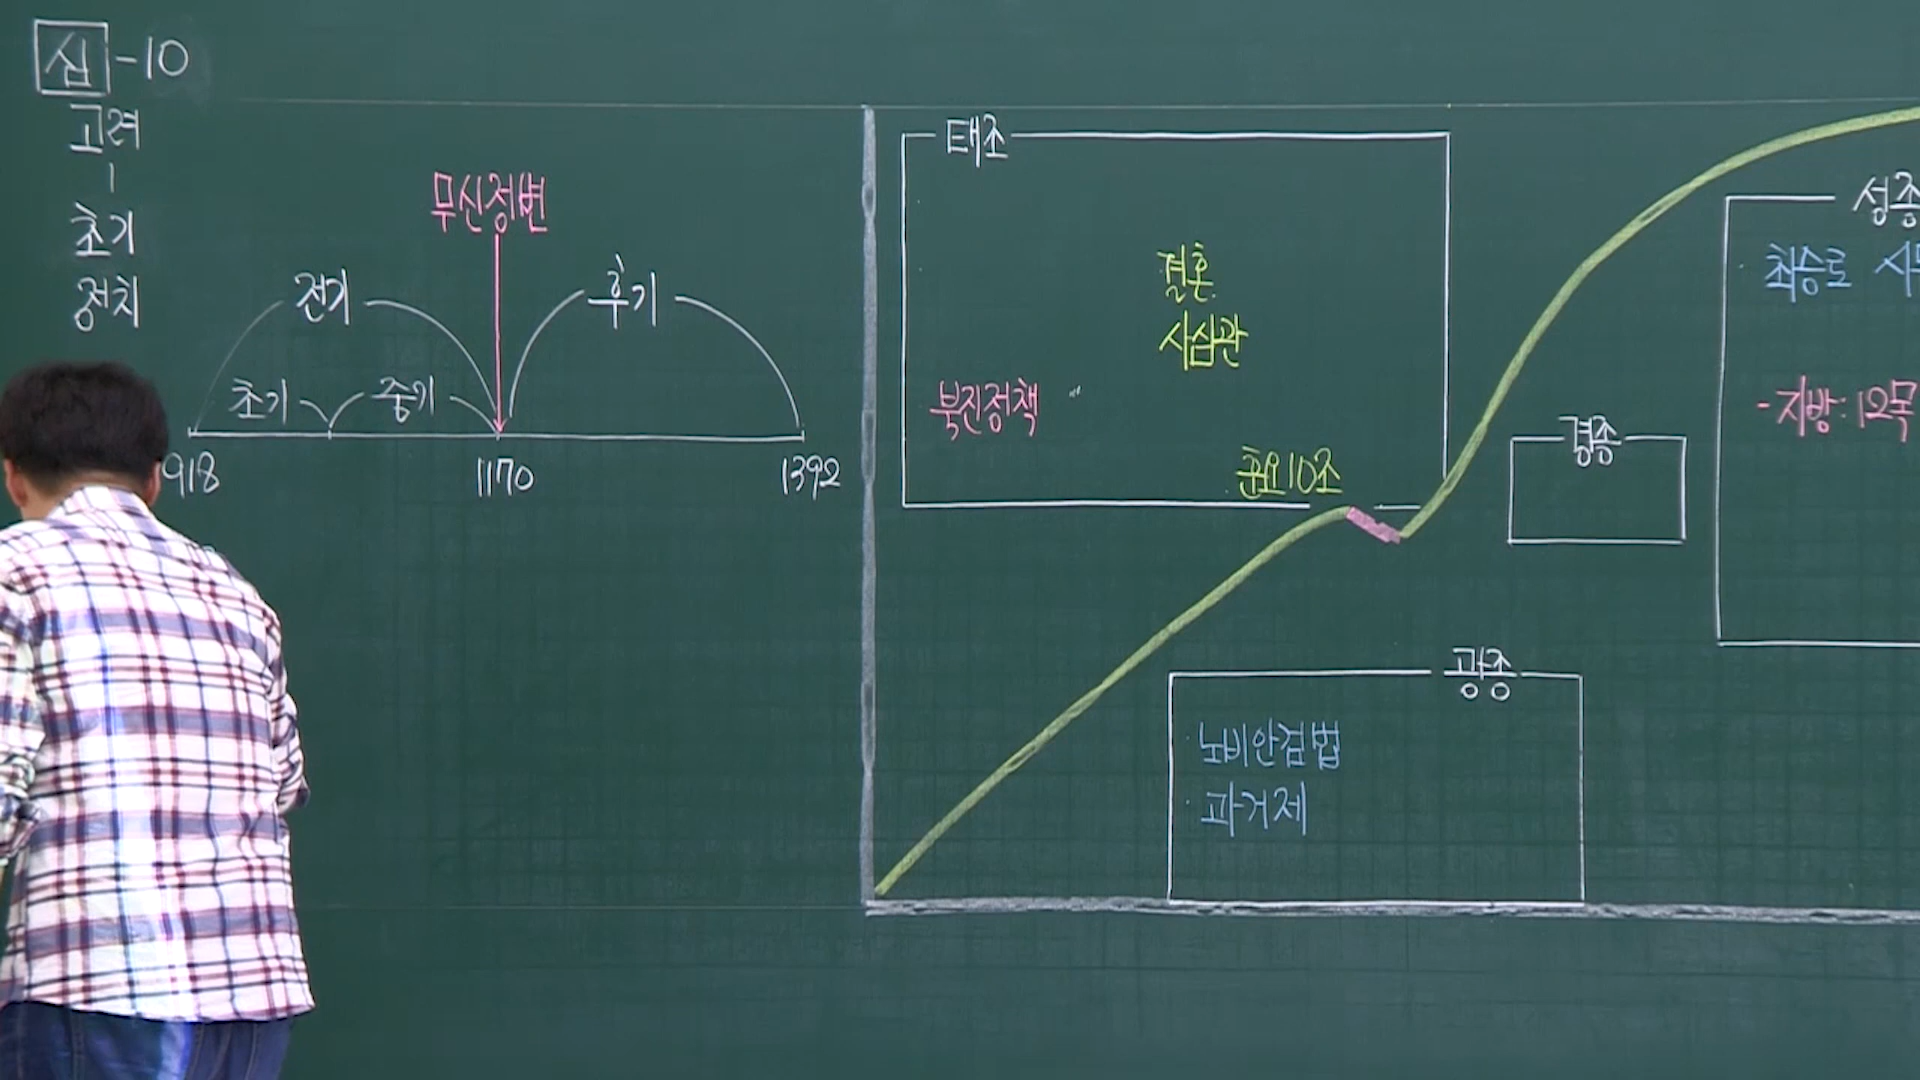 심-10
고려
초기
정치
무신정변
전기
후기
초기
중기
918
1170
1392
태조
결혼
사심관
북진정책 "
훈요10조
광종
· 노비안검법
· 과거제
경종
성종
· 최승로
- 지방: 12목